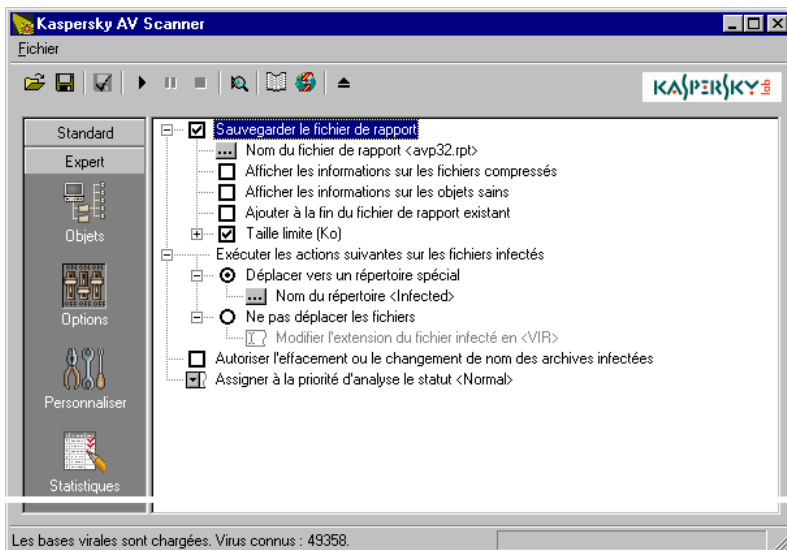 Kaspersky AV Scanner
Fichier
KASPERSKY lab
Standard
Expert
Objets
Options
Personnaliser
Statistiques
Sauvegarder le fichier de rapport
Nom du fichier de rapport <avp32.rpt>
Afficher les informations sur les fichiers compressés
Afficher les informations sur les objets sains
Ajouter à la fin du fichier de rapport existant
Taille limite (Ko)
Exécuter les actions suivantes sur les fichiers infectés
Déplacer vers un répertoire spécial
Nom du répertoire <Infected>
Ne pas déplacer les fichiers
Modifier l'extension du fichier infecté en <VIR>
Autoriser l'effacement ou le changement de nom des archives infectées
Assigner à la priorité d'analyse le statut <Normal>
Les bases virales sont chargées. Virus connus : 49358.